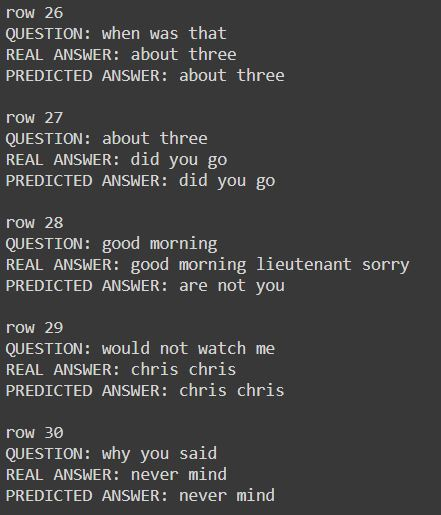 row 26
QUESTION: when was that
REAL ANSWER: about three
PREDICTED ANSWER: about three
row 27
QUESTION: about three
REAL ANSWER: did you go
PREDICTED ANSWER: did you go
row 28
QUESTION: good morning
REAL ANSWER: good morning lieutenant sorry
PREDICTED ANSWER: are not you
row 29
QUESTION: would not watch me
REAL ANSWER: chris chris
PREDICTED ANSWER: chris chris
row 30
QUESTION: why you said
REAL ANSWER: never mind
PREDICTED ANSWER: never mind